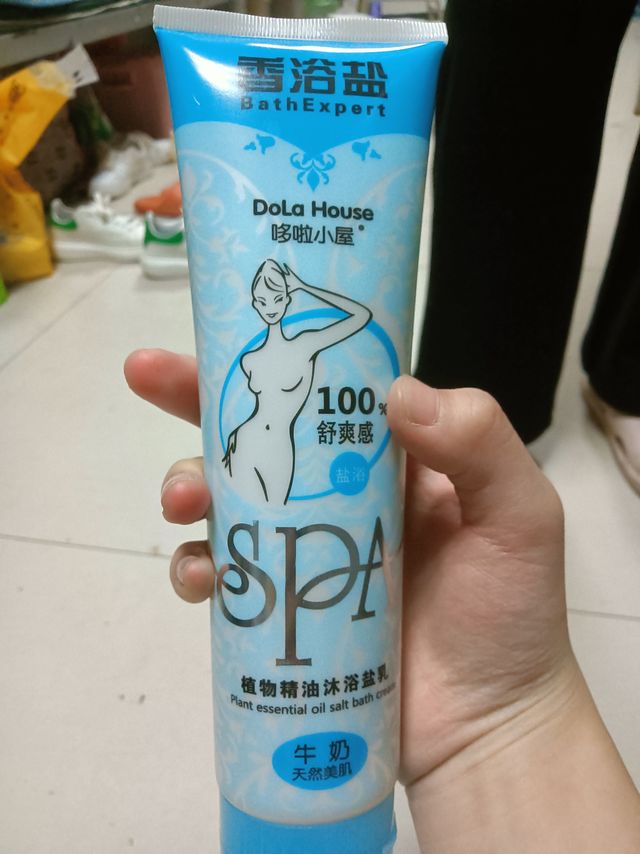 香浴盐
BathExpert
DoLa House
哆啦小屋®
100%
舒爽感
盐浴
SPA
植物精油沐浴盐乳
Plant essential oil salt bath cream
牛奶
天然美肌